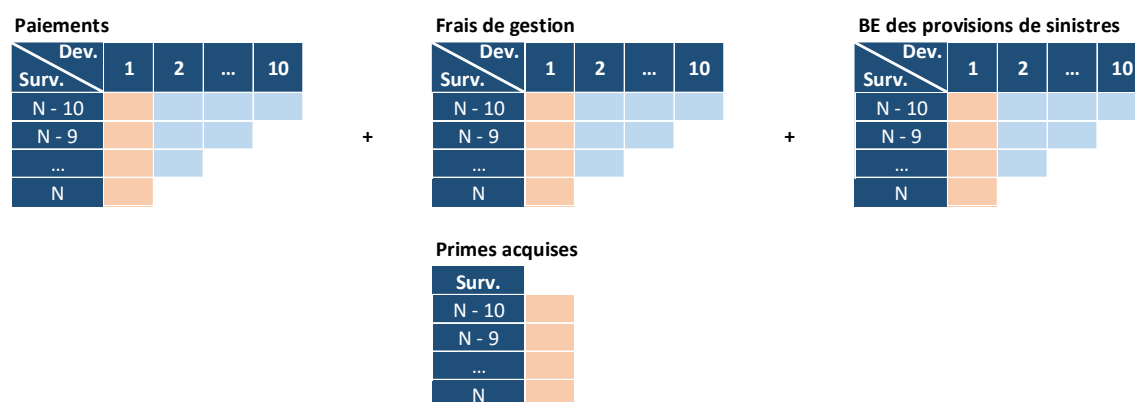 Paiements
Dev.
Surv. 1 2 ... 10
N - 10
N - 9
...
N
+
Frais de gestion
Dev.
Surv. 1 2 ... 10
N - 10
N - 9
...
N
+
BE des provisions de sinistres
Dev.
Surv. 1 2 ... 10
N - 10
N - 9
...
N
Primes acquises
Surv.
N - 10
N - 9
...
N